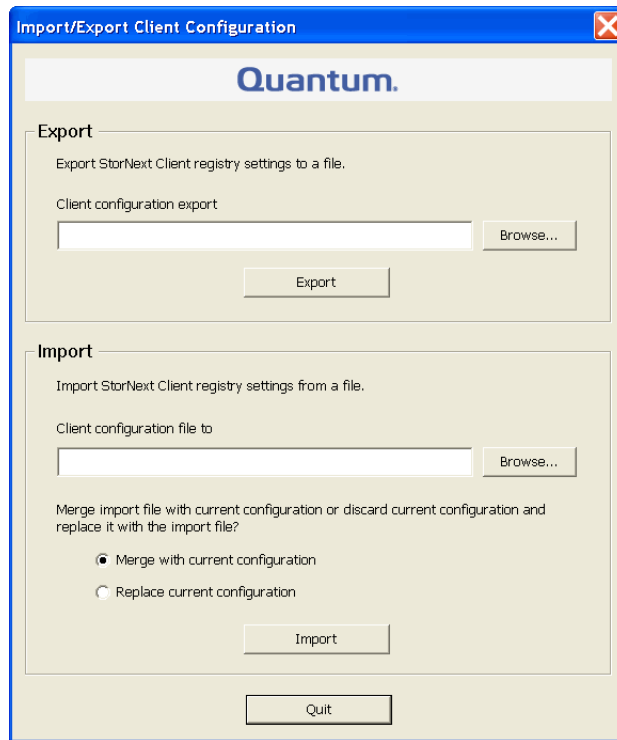 Import/Export Client Configuration
Quantum.
Export
Export StorNext Client registry settings to a file.
Client configuration export
Browse...
Export
Import
Import StorNext Client registry settings from a file.
Client configuration file to
Browse...
Merge import file with current configuration or discard current configuration and
replace it with the import file?
Merge with current configuration
Replace current configuration
Import
Quit